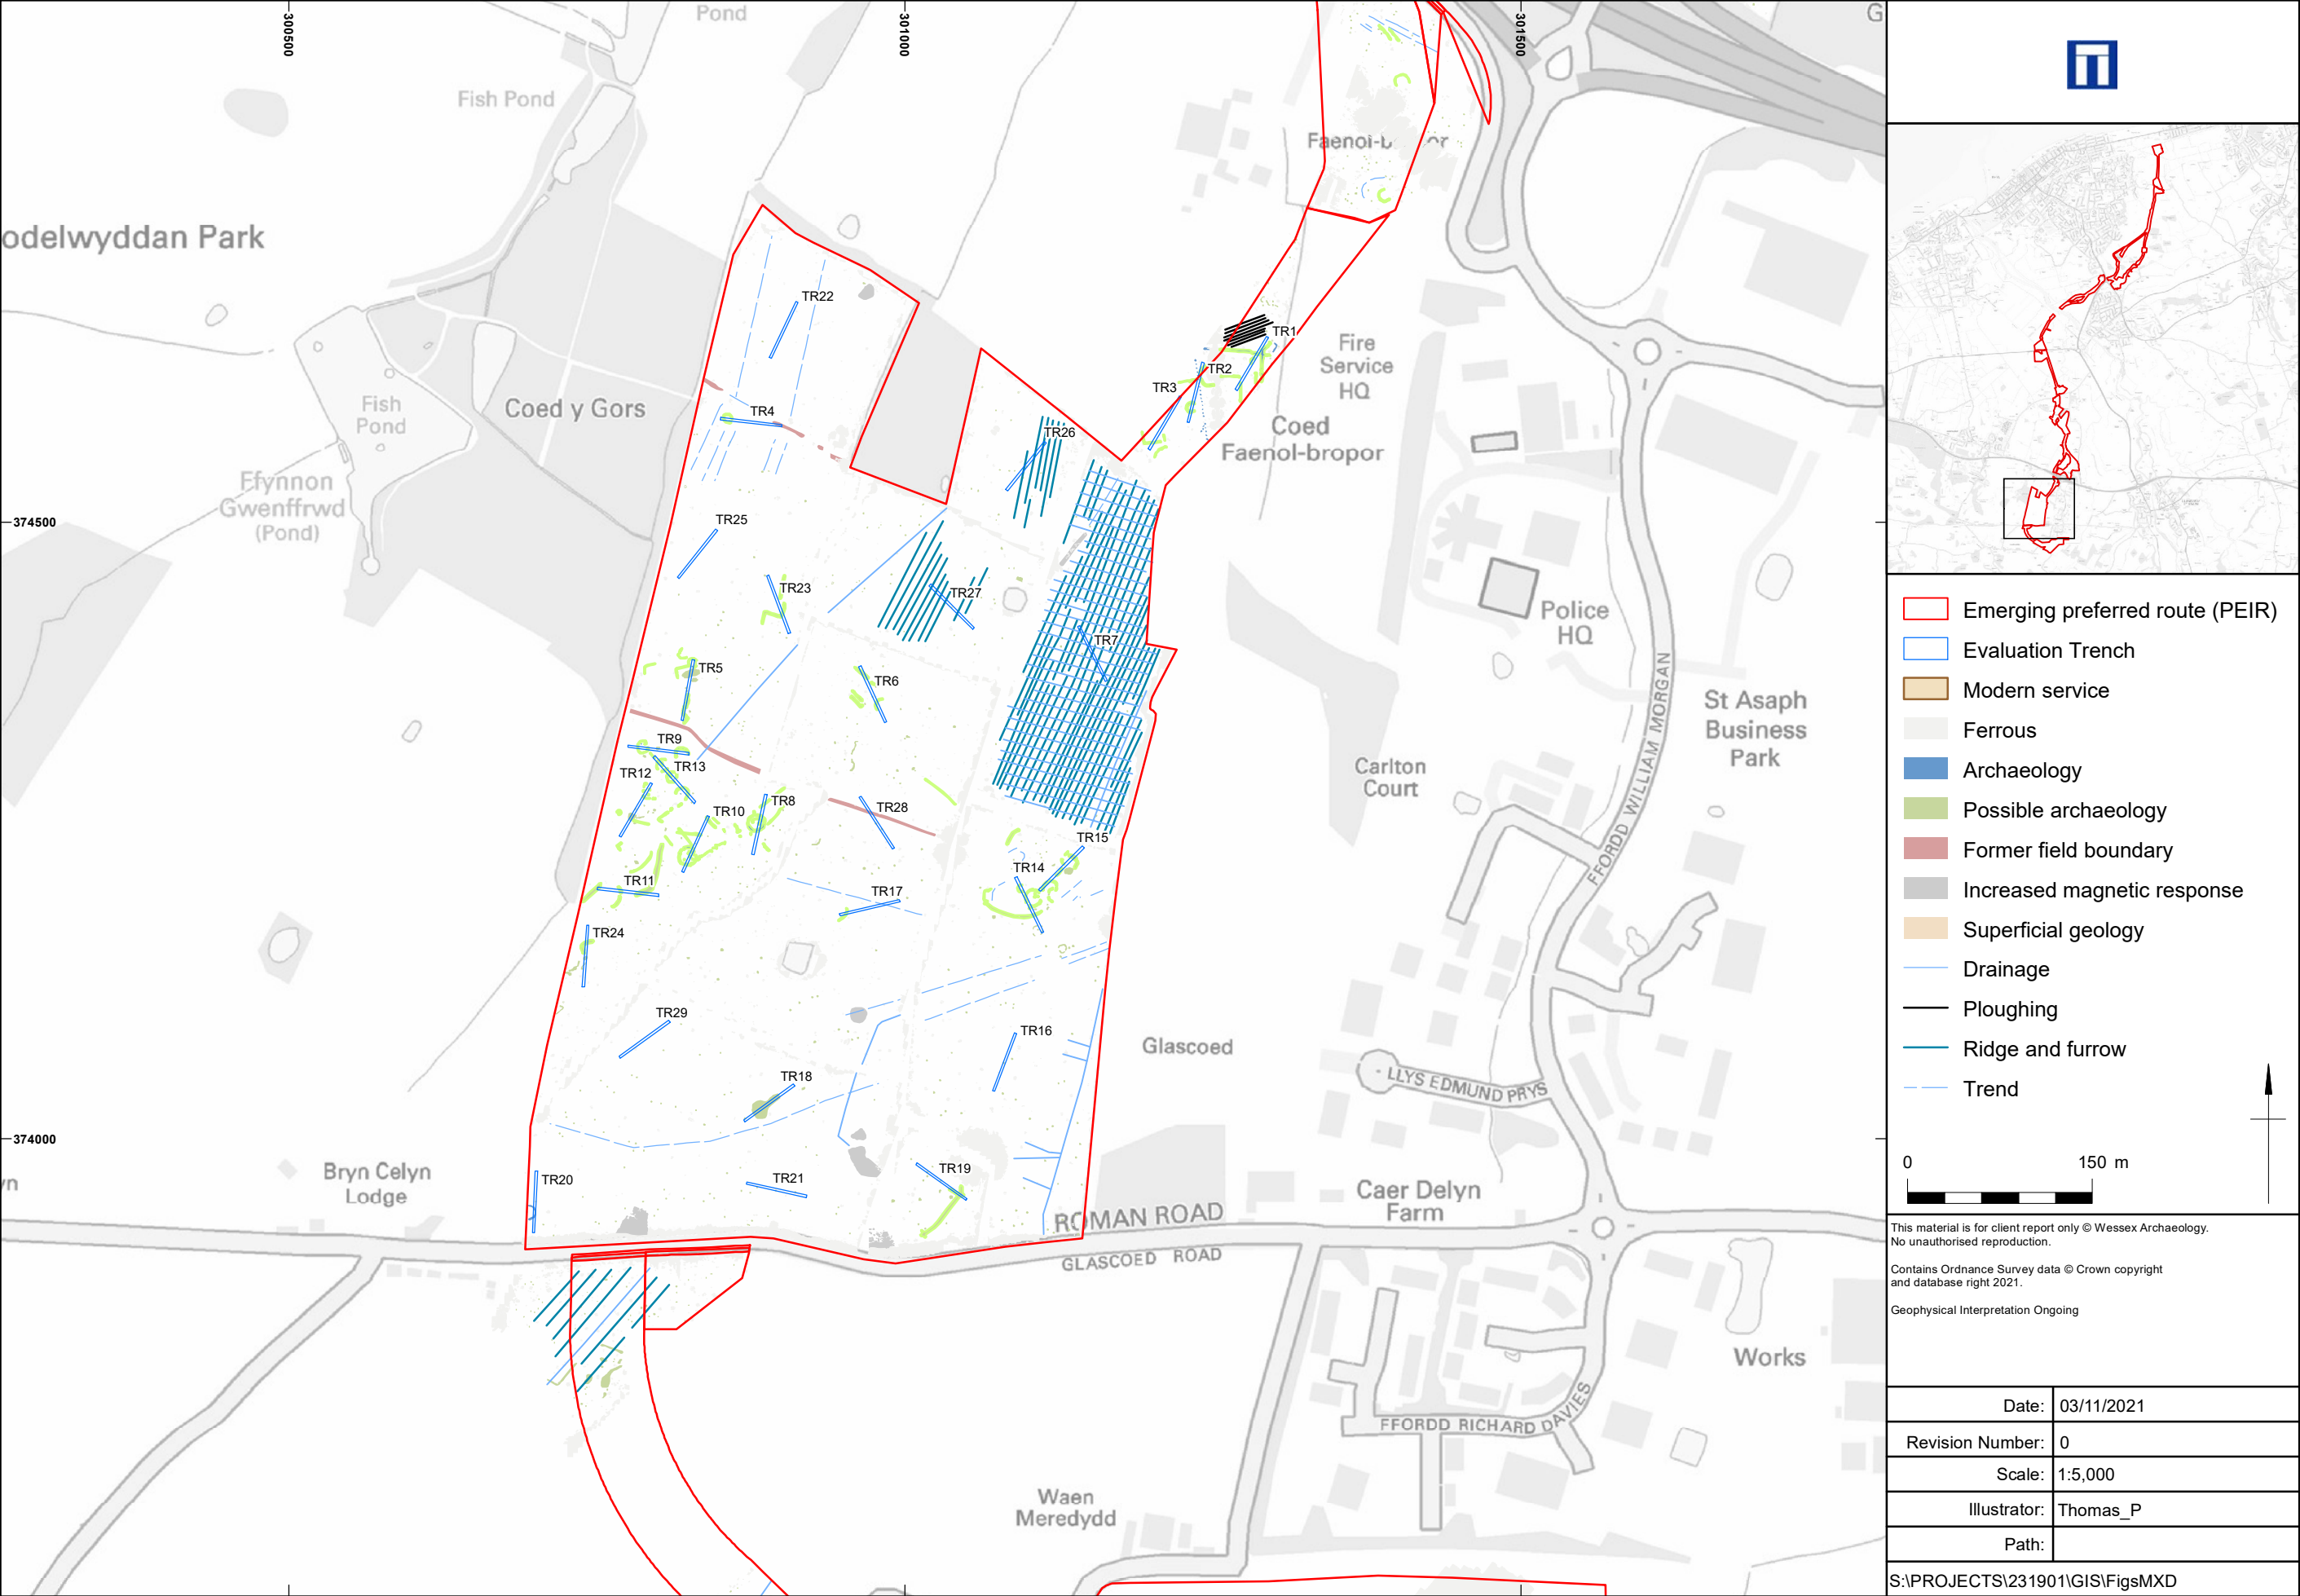 Pond
300500
301000
301500
G
Fish Pond
odelwyddan Park
TR22
TR1
Fire
Service
HQ
TR2
TR3
Fish
Pond
Coed y Gors
TR4
TR26
Coed
Faenol-bropor
Ffynnon
Gwenffrwd
(Pond)
374500
TR25
TR23
TR27
Police
HQ
TR7
TR5
TR6
FFORDD WILLIAM MORGAN
St Asaph
Business
Park
TR9
TR13
TR12
Carlton
Court
TR8
TR10
TR28
TR15
TR14
TR11
TR17
TR24
TR29
TR16
Glascoed
TR18
LLYS EDMUND PRYS
374000
Bryn Celyn
Lodge
yn
TR20
TR21
TR19
ROMAN ROAD
GLASCOED ROAD
Caer Delyn
Farm
Works
FFORDD RICHARD DAVIES
Waen
Meredydd
Emerging preferred route (PEIR)
Evaluation Trench
Modern service
Ferrous
Archaeology
Possible archaeology
Former field boundary
Increased magnetic response
Superficial geology
Drainage
Ploughing
Ridge and furrow
Trend
0 150 m
This material is for client report only © Wessex Archaeology.
No unauthorised reproduction.
Contains Ordnance Survey data © Crown copyright
and database right 2021.
Geophysical Interpretation Ongoing
Date: 03/11/2021
Revision Number: 0
Scale: 1:5,000
Illustrator: Thomas_P
Path:
S:\PROJECTS\231901\GIS\FigsMXD